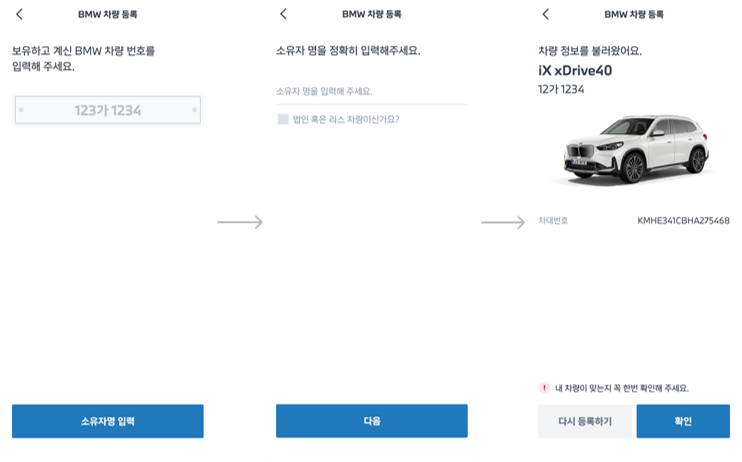 BMW 차량 등록
보유하고 계신 BMW 차량 번호를
입력해 주세요.
123가 1234
소유자명 입력
BMW 차량 등록
소유자 명을 정확히 입력해주세요.
소유자 명을 입력해 주세요.
법인 혹은 리스 차량이신가요?
다음
BMW 차량 등록
차량 정보를 불러왔어요.
iX xDrive40
12가 1234
차대번호 KMHE341CBHA275468
! 내 차량이 맞는지 꼭 한번 확인해 주세요.
다시 등록하기 확인